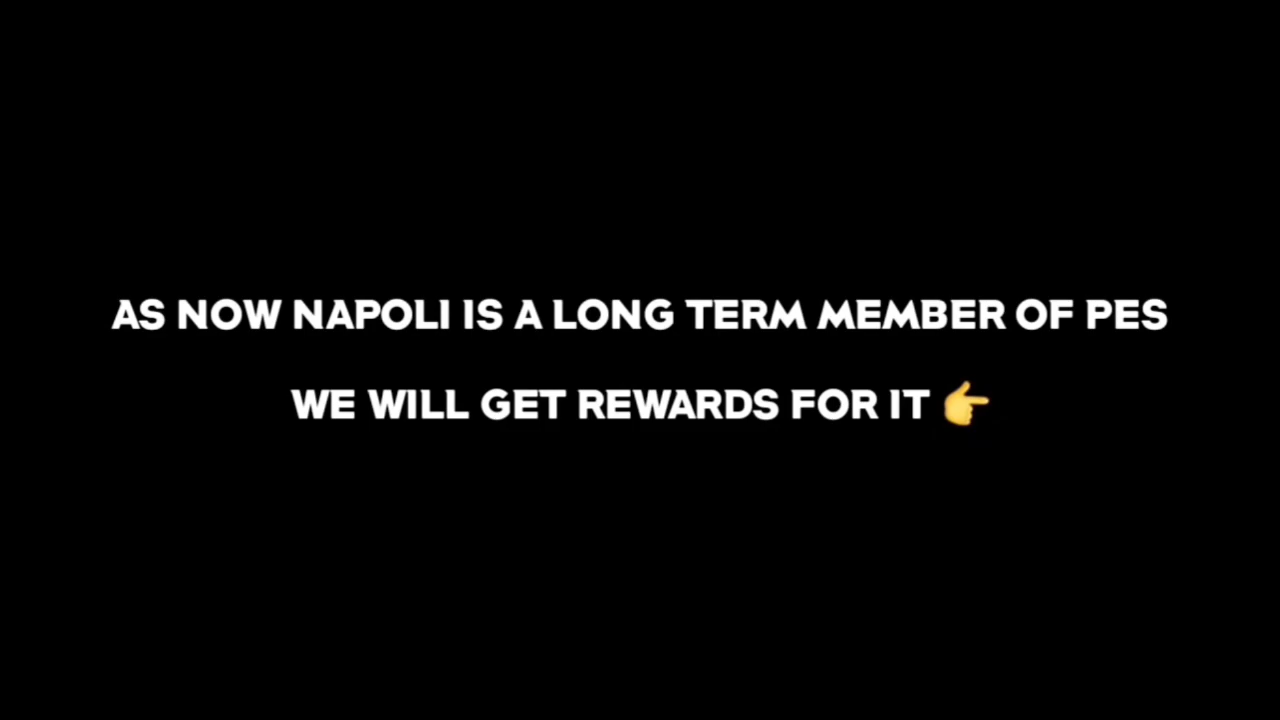 AS NOW NAPOLI IS A LONG TERM MEMBER OF PES
WE WILL GET REWARDS FOR IT 👉